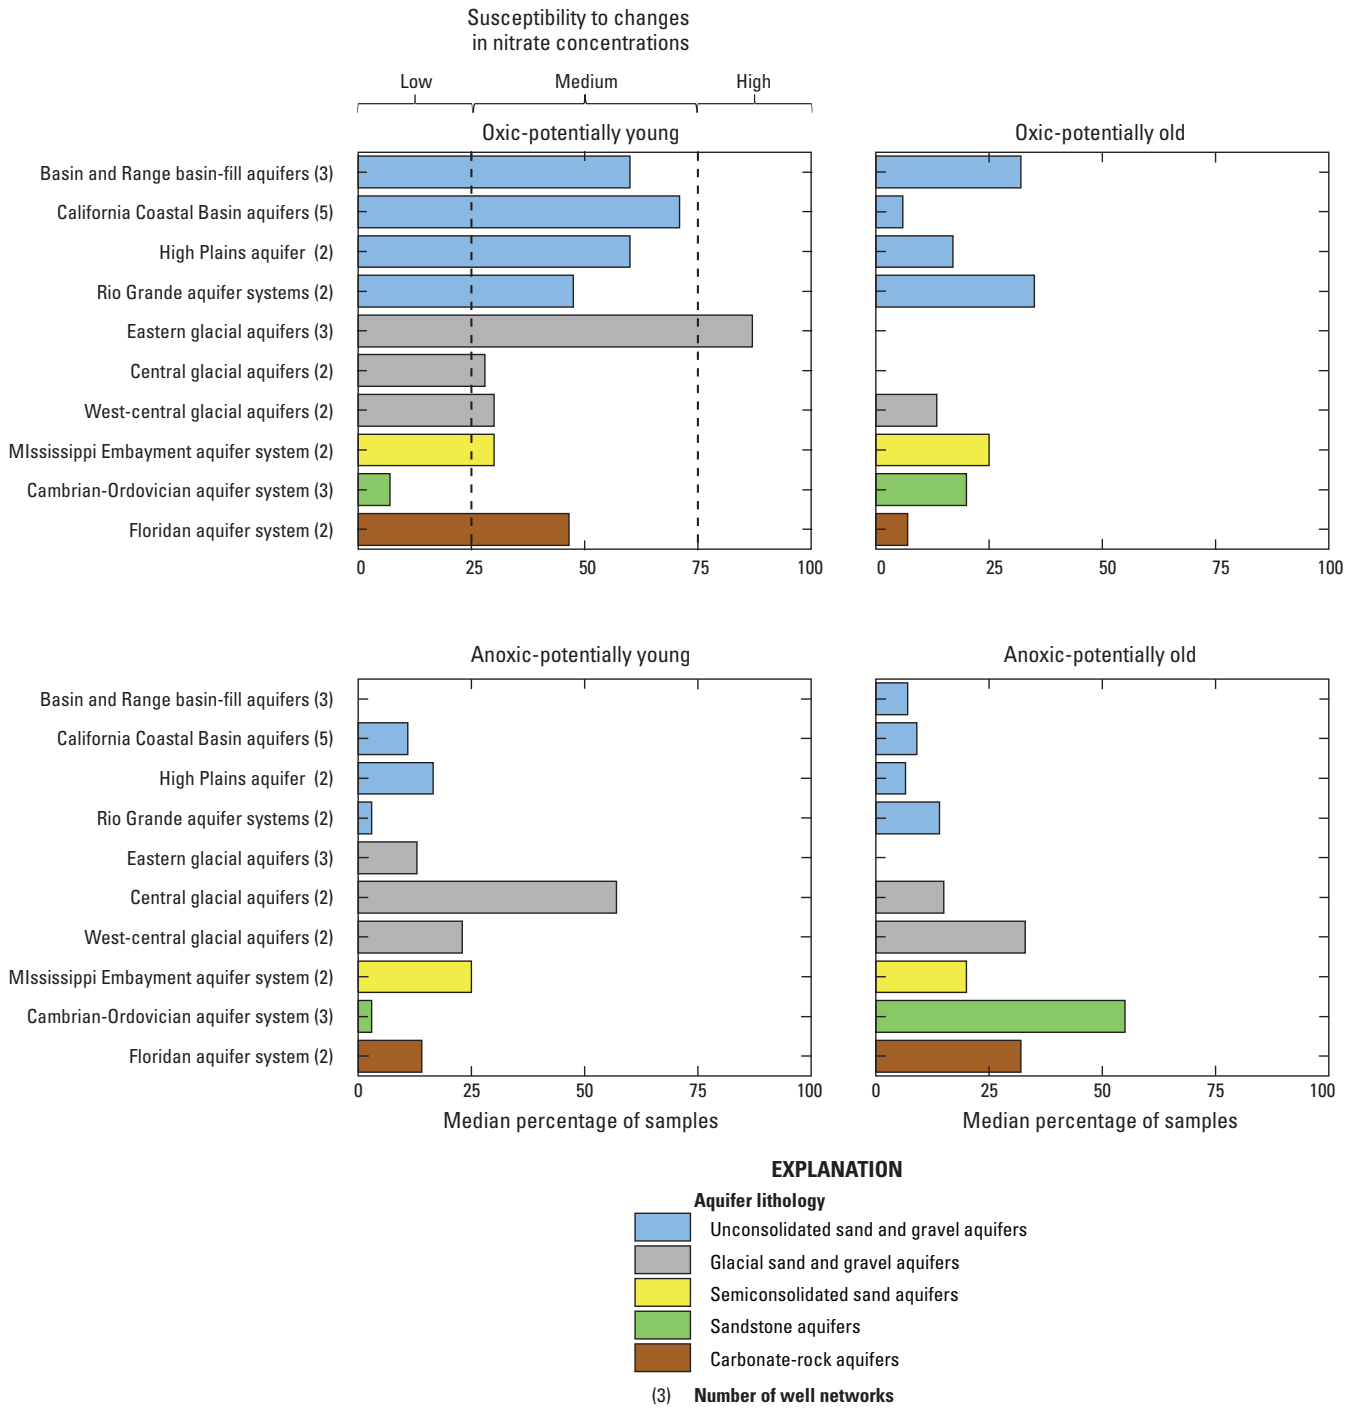 Susceptibility to changes
in nitrate concentrations
Low Medium High
Oxic-potentially young
Basin and Range basin-fill aquifers (3)
California Coastal Basin aquifers (5)
High Plains aquifer (2)
Rio Grande aquifer systems (2)
Eastern glacial aquifers (3)
Central glacial aquifers (2)
West-central glacial aquifers (2)
MIssissippi Embayment aquifer system (2)
Cambrian-Ordovician aquifer system (3)
Floridan aquifer system (2)
0 25 50 75 100
Oxic-potentially old
0 25 50 75 100
Anoxic-potentially young
Basin and Range basin-fill aquifers (3)
California Coastal Basin aquifers (5)
High Plains aquifer (2)
Rio Grande aquifer systems (2)
Eastern glacial aquifers (3)
Central glacial aquifers (2)
West-central glacial aquifers (2)
MIssissippi Embayment aquifer system (2)
Cambrian-Ordovician aquifer system (3)
Floridan aquifer system (2)
0 25 50 75 100
Median percentage of samples
Anoxic-potentially old
0 25 50 75 100
Median percentage of samples
EXPLANATION
Aquifer lithology
Unconsolidated sand and gravel aquifers
Glacial sand and gravel aquifers
Semiconsolidated sand aquifers
Sandstone aquifers
Carbonate-rock aquifers
(3) Number of well networks